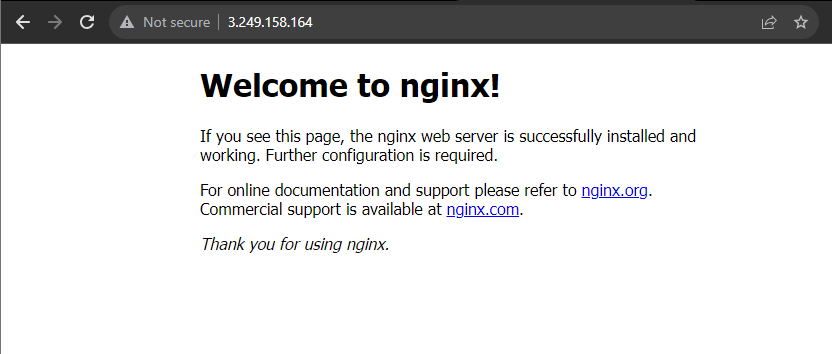 Not secure | 3.249.158.164
Welcome to nginx!
If you see this page, the nginx web server is successfully installed and
working. Further configuration is required.
For online documentation and support please refer to nginx.org.
Commercial support is available at nginx.com.
Thank you for using nginx.